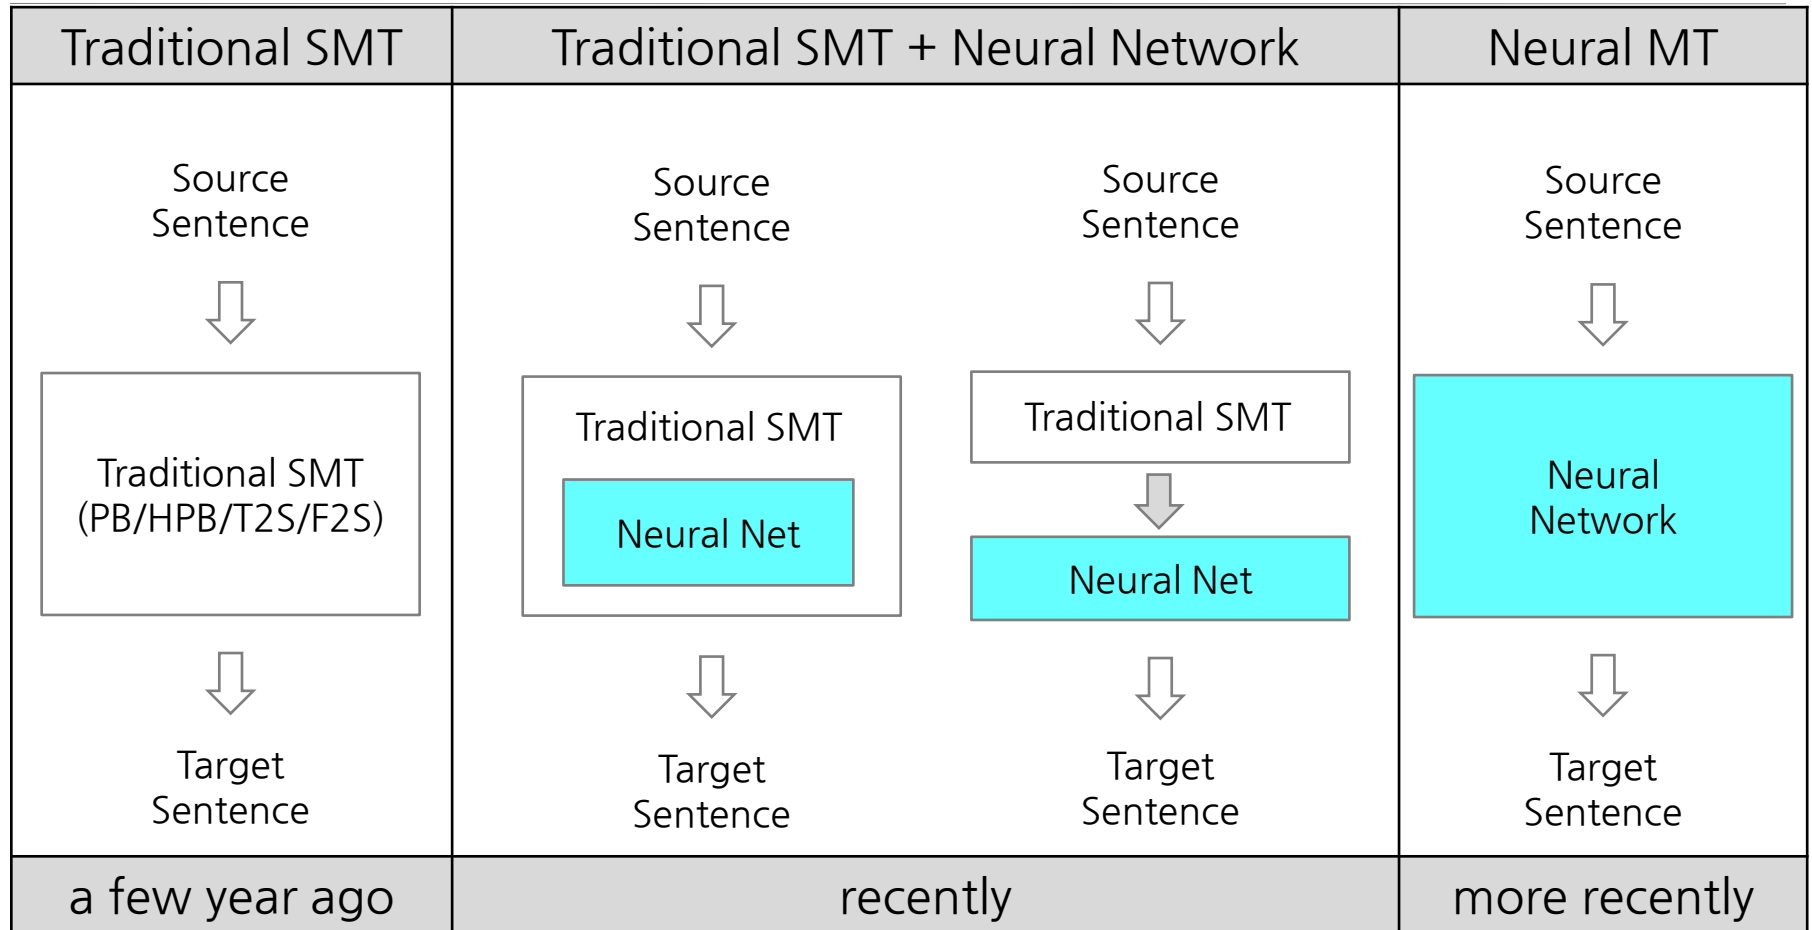 Traditional SMT
Traditional SMT + Neural Network
Neural MT
Source
Sentence
Traditional SMT
(PB/HPB/T2S/F2S)
Target
Sentence
Source
Sentence
Traditional SMT
Neural Net
Target
Sentence
Source
Sentence
Traditional SMT
Neural Net
Target
Sentence
Source
Sentence
Neural
Network
Target
Sentence
a few year ago
recently
more recently